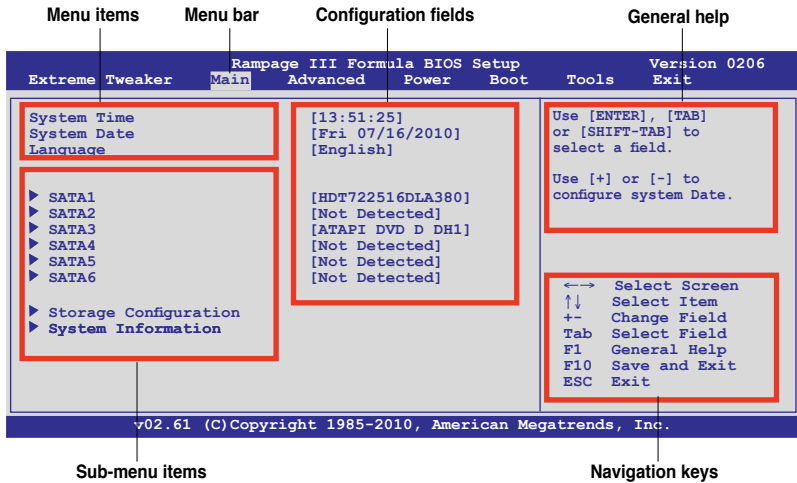 Menu items Menu bar Configuration fields General help
Rampage III Formula BIOS Setup Version 0206
Extreme Tweaker Main Advanced Power Boot Tools Exit
System Time [13:51:25]
System Date [Fri 07/16/2010]
Language [English]
SATA1 [HDT722516DLA380]
SATA2 [Not Detected]
SATA3 [ATAPI DVD D DH1]
SATA4 [Not Detected]
SATA5 [Not Detected]
SATA6 [Not Detected]
Storage Configuration
System Information
Use [ENTER], [TAB]
or [SHIFT-TAB] to
select a field.
Use [+] or [-] to
configure system Date.
←→ Select Screen
↑↓ Select Item
+- Change Field
Tab Select Field
F1 General Help
F10 Save and Exit
ESC Exit
v02.61 (C)Copyright 1985-2010, American Megatrends, Inc.
Sub-menu items Navigation keys